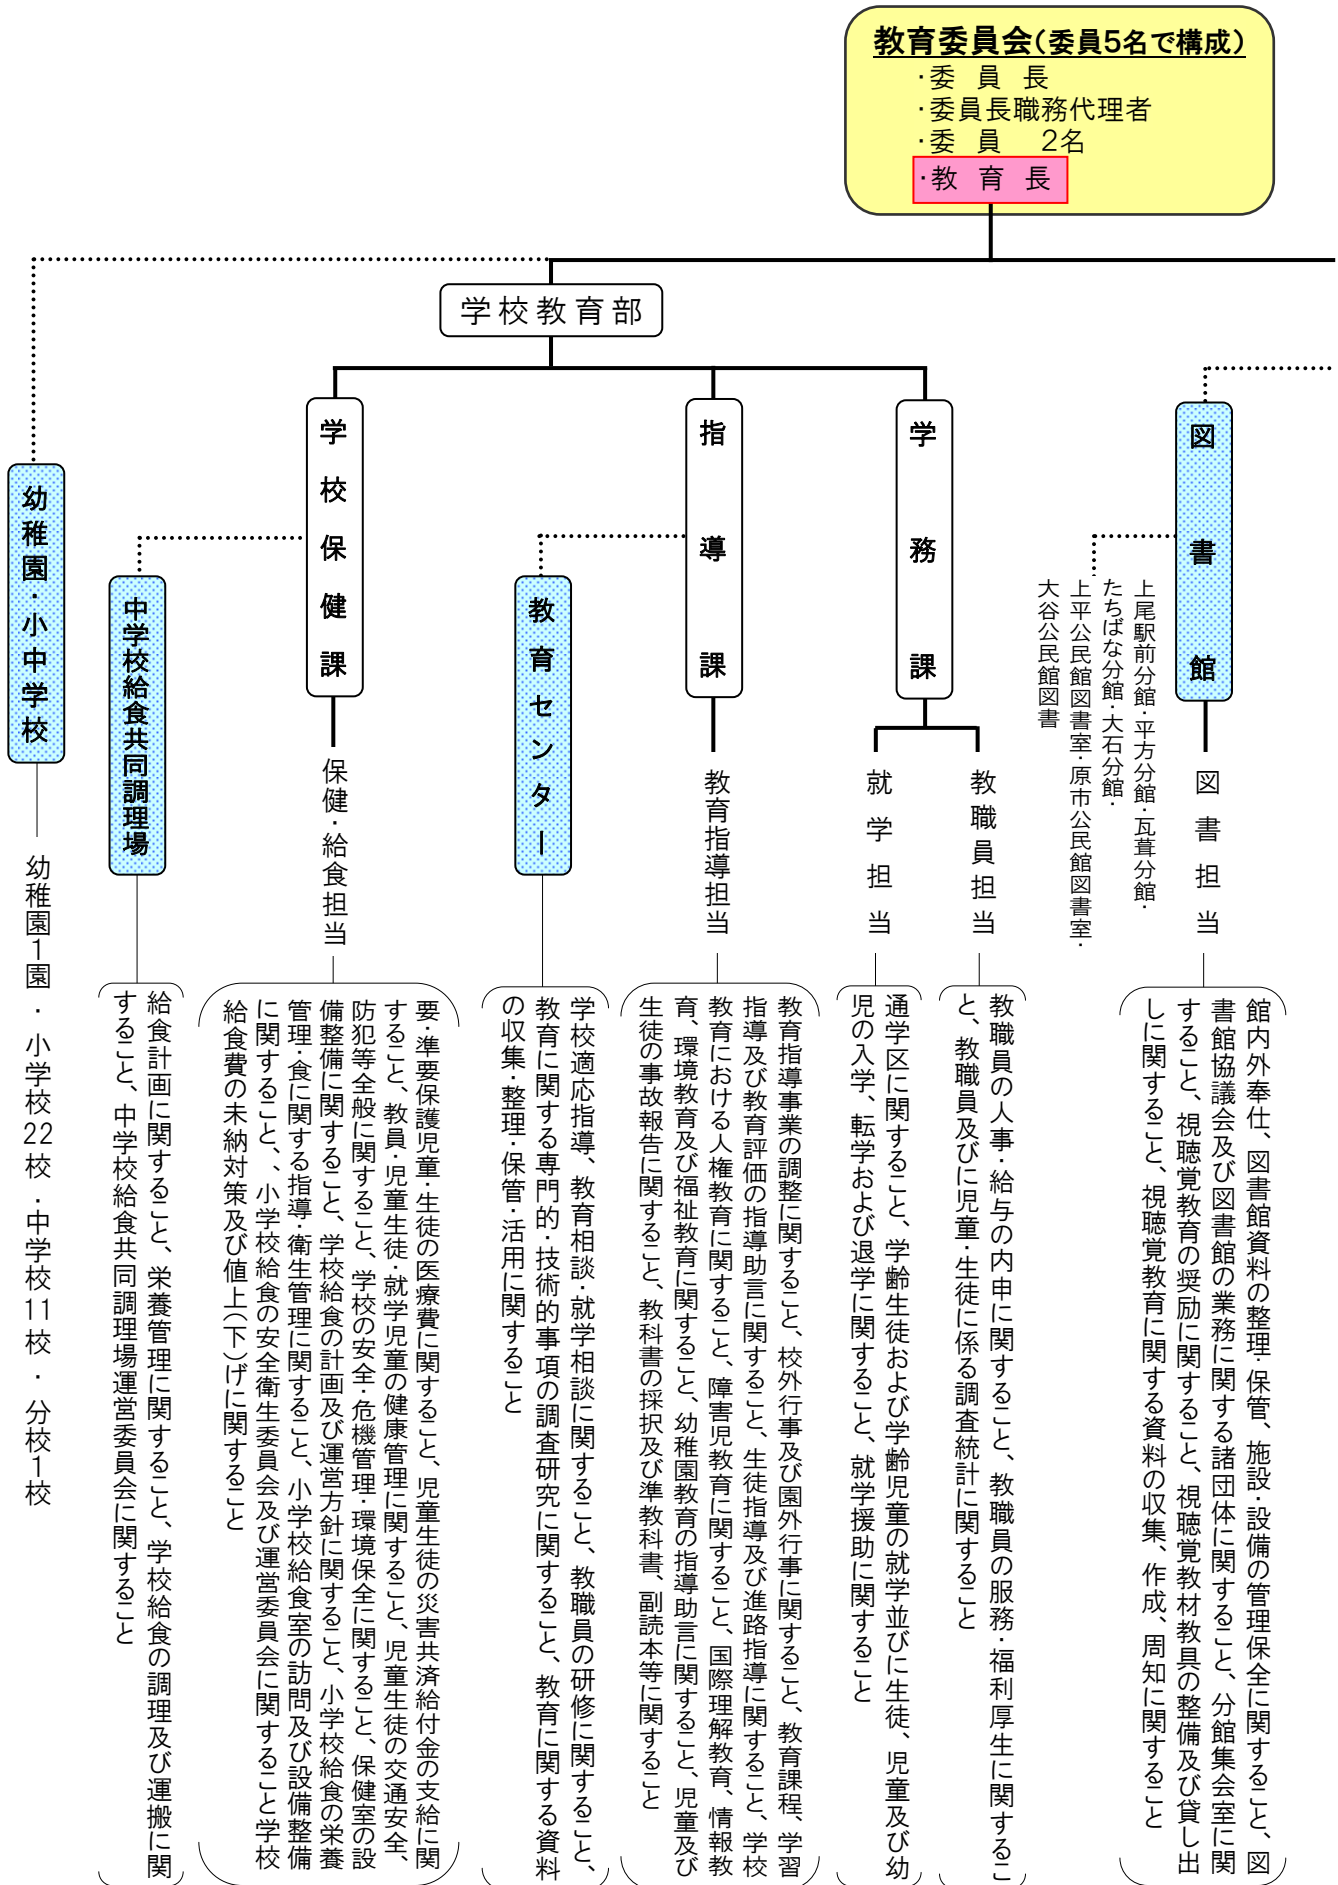 教育委員会(委員5名で構成)
・委 員 長
・委員長職務代理者
・委 員 2名
・教 育 長
学校教育部
図書館
上尾駅前分館・平方分館・瓦葺分館・
たちばな分館・大石分館・
上平公民館図書室・原市公民館図書室・
大谷公民館図書
図書担当
館内外奉仕、図書館資料の整理・保管、施設・設備の管理保全に関すること、図
書館協議会及び図書館の業務に関する諸団体に関すること、分館集会室に関
すること、視聴覚教育の奨励に関すること、視聴覚教材教具の整備及び貸し出
しに関すること、視聴覚教育に関する資料の収集、作成、周知に関すること
学務課
教職員担当
教職員の人事・給与の内申に関すること、教職員の服務・福利厚生に関するこ
と、教職員及びに児童・生徒に係る調査統計に関すること
就学担当
通学区に関すること、学齢生徒および学齢児童の就学並びに生徒、児童及び幼
児の入学、転学および退学に関すること、就学援助に関すること
指導課
教育指導担当
教育指導事業の調整に関すること、校外行事及び園外行事に関すること、教育課程、学習
指導及び教育評価の指導助言に関すること、生徒指導及び進路指導に関すること、学校
教育における人権教育に関すること、障害児教育に関すること、国際理解教育、情報教
育、環境教育及び福祉教育に関すること、幼稚園教育の指導助言に関すること、児童及び
生徒の事故報告に関すること、教科書の採択及び準教科書、副読本等に関すること
教育センター
学校適応指導、教育相談・就学相談に関すること、教職員の研修に関すること、
教育に関する専門的・技術的事項の調査研究に関すること、教育に関する資料
の収集・整理・保管・活用に関すること
学校保健課
保健・給食担当
要・準要保護児童・生徒の医療費に関すること、児童生徒の災害共済給付金の支給に関
すること、教員・児童生徒・就学児童の健康管理に関すること、児童生徒の交通安全、
防犯等全般に関すること、学校の安全・危機管理・環境保全に関すること、保健室の設
備整備に関すること、学校給食の計画及び運営方針に関すること、小学校給食の栄養
管理・食に関する指導・衛生管理に関すること、小学校給食室の訪問及び設備整備
に関すること、、小学校給食の安全衛生委員会及び運営委員会に関すること学校
給食費の未納対策及び値上(下)げに関すること
中学校給食共同調理場
給食計画に関すること、栄養管理に関すること、学校給食の調理及び運搬に関
すること、中学校給食共同調理場運営委員会に関すること
幼稚園・小中学校
幼稚園1園 ・ 小学校22校 ・ 中学校11校 ・ 分校1校